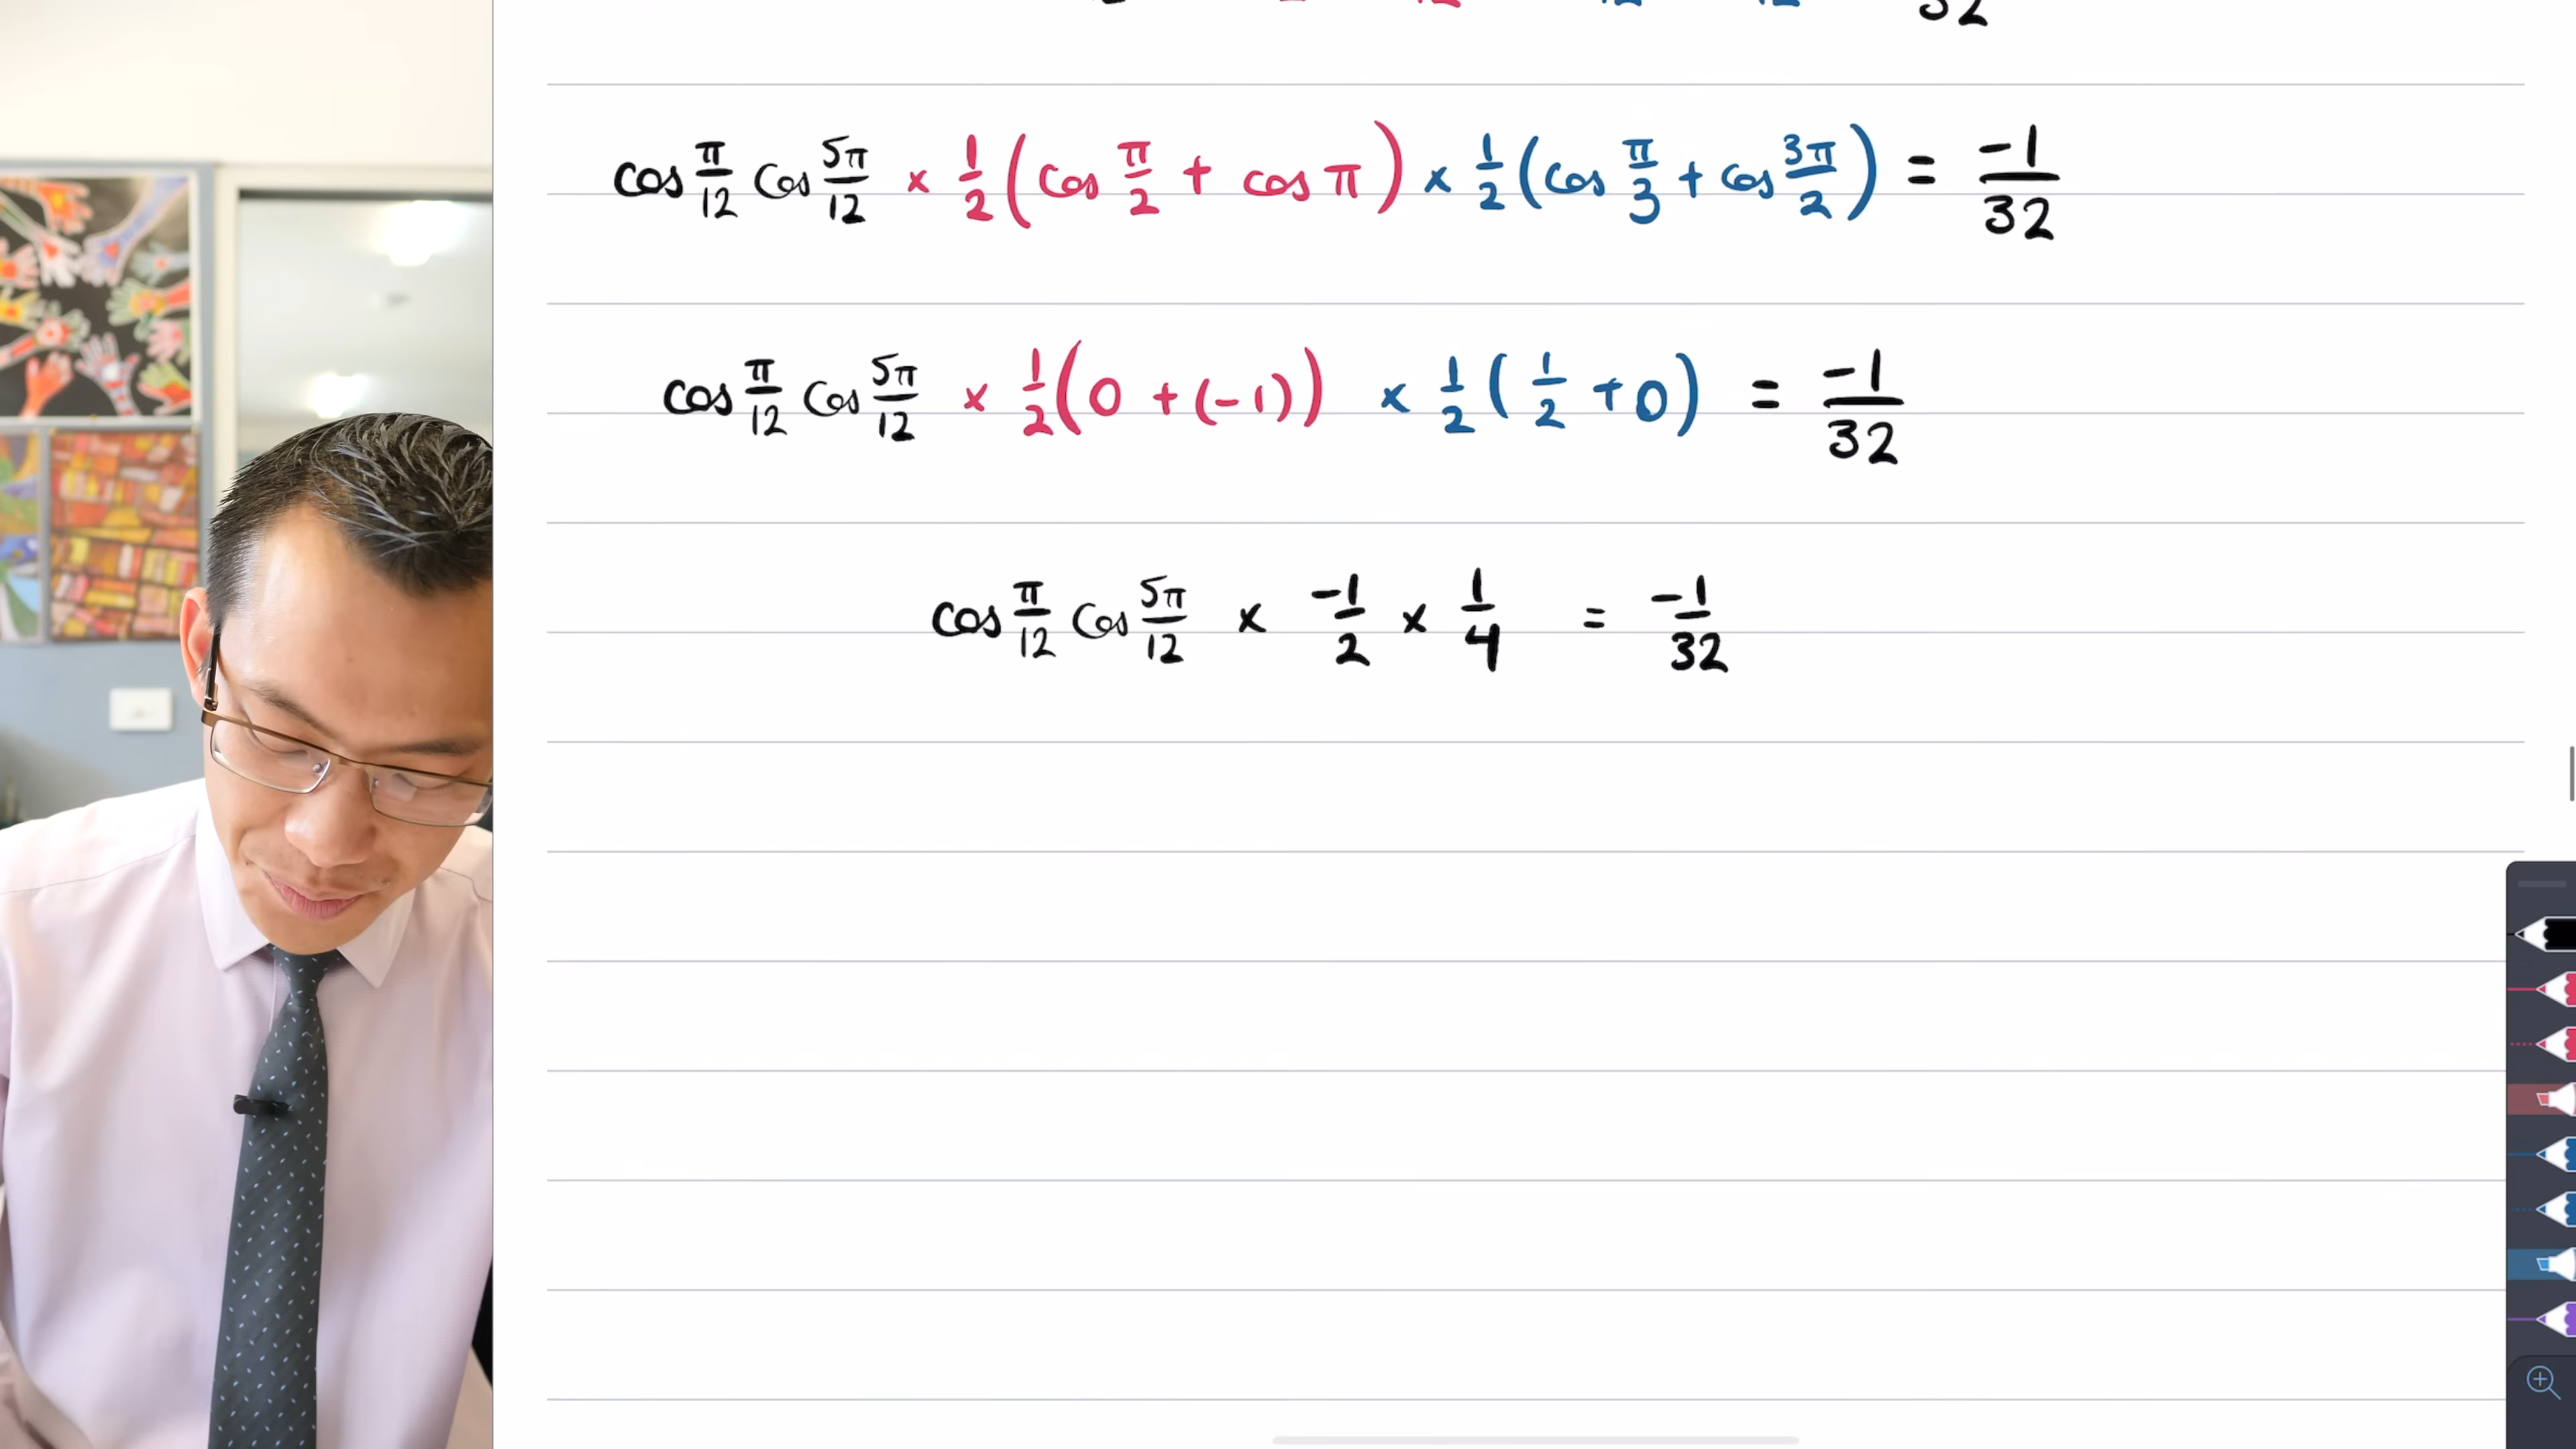 32
cos π/12 cos 5π/12 × 1/2 (cos π/2 + cos π) × 1/2 (cos π/3 + cos 3π/2) = -1/32
cos π/12 cos 5π/12 × 1/2 (0 + (-1)) × 1/2 (1/2 + 0) = -1/32
cos π/12 cos 5π/12 × -1/2 × 1/4 = -1/32